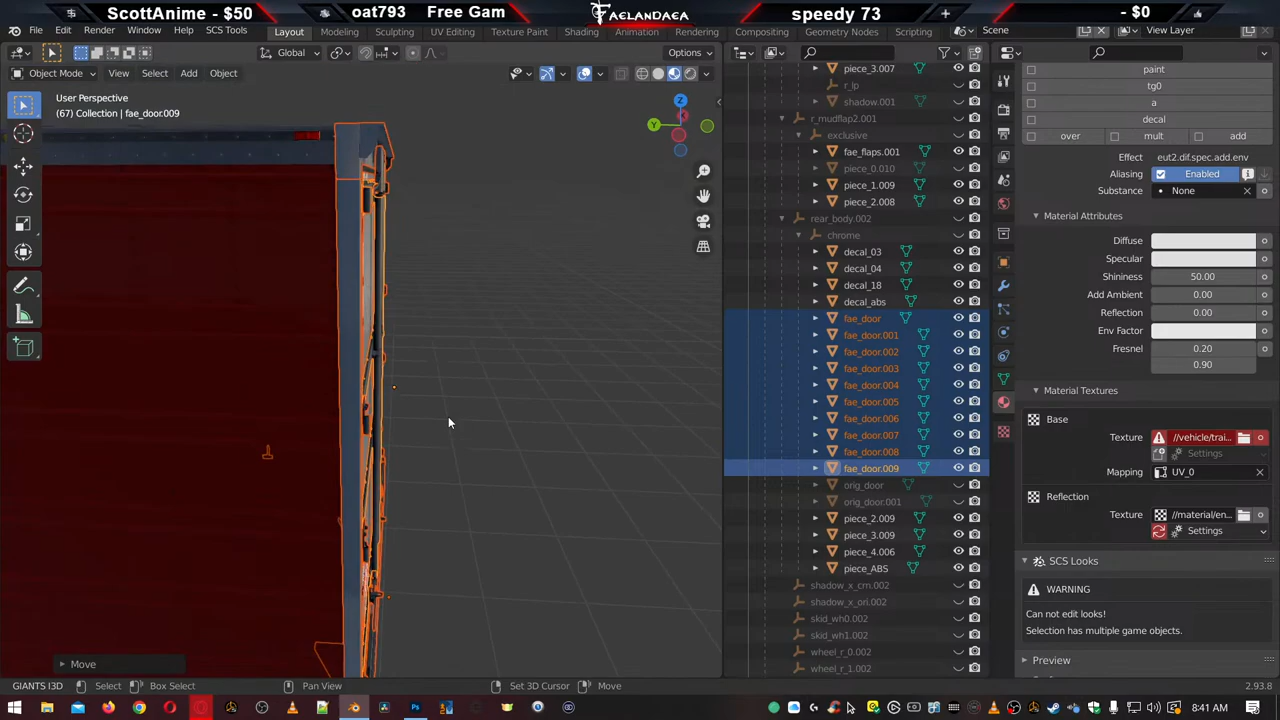 ScottAnime - $50
oat793 Free Gam
FAELANDAEA
speedy 73
- $0
File Edit Render Window Help SCS Tools Layout Modeling Sculpting UV Editing Texture Paint Shading Animation Rendering Compositing Geometry Nodes Scripting Scene View Layer
Global Options
Object Mode View Select Add Object
User Perspective
(67) Collection | fae_door.009
Z
Y
Move
piece_3.007
r_lp
shadow.001
r_mudflap2.001
exclusive
fae_flaps.001
piece_0.010
piece_1.009
piece_2.008
rear_body.002
chrome
decal_03
decal_04
decal_18
decal_abs
fae_door
fae_door.001
fae_door.002
fae_door.003
fae_door.004
fae_door.005
fae_door.006
fae_door.007
fae_door.008
fae_door.009
orig_door
orig_door.001
piece_2.009
piece_3.009
piece_4.006
piece_ABS
shadow_x_crn.002
shadow_x_ori.002
skid_wh0.002
skid_wh1.002
wheel_r_0.002
wheel_r_1.002
paint
tg0
a
decal
over mult add
Effect eut2.dif.spec.add.env
Aliasing Enabled
Substance None
Material Attributes
Diffuse
Specular
Shininess 50.00
Add Ambient 0.00
Reflection 0.00
Env Factor
Fresnel 0.20
0.90
Material Textures
Base
Texture //vehicle/trai...
Settings
Mapping UV_0
Reflection
Texture //material/en...
Settings
SCS Looks
WARNING
Can not edit looks!
Selection has multiple game objects.
Preview
GIANTS I3D Select Box Select Pan View Set 3D Cursor Move 2.93.8
8:41 AM